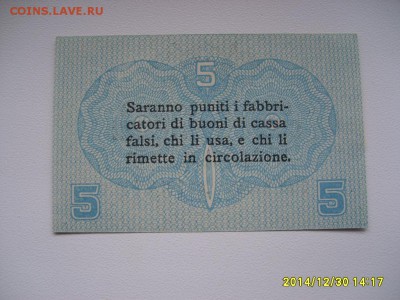 COINS.LAVE.RU
5
Saranno puniti i fabbri-
catori di buoni di cassa
falsi, chi li usa, e chi li
rimette in circolazione.
5 5
2014/12/30 14:17